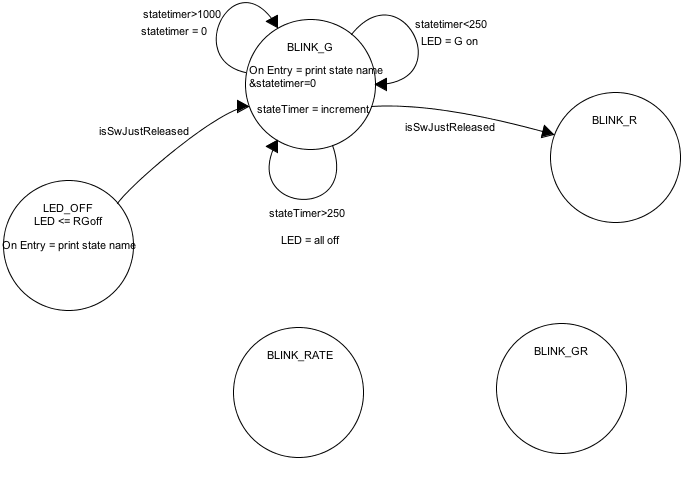 statetimer>1000
statetimer = 0
statetimer<250
LED = G on
BLINK_G
On Entry = print state name
&statetimer=0
stateTimer = increment
isSwJustReleased
isSwJustReleased
BLINK_R
LED_OFF
LED <= RGoff
On Entry = print state name
stateTimer>250
LED = all off
BLINK_RATE
BLINK_GR